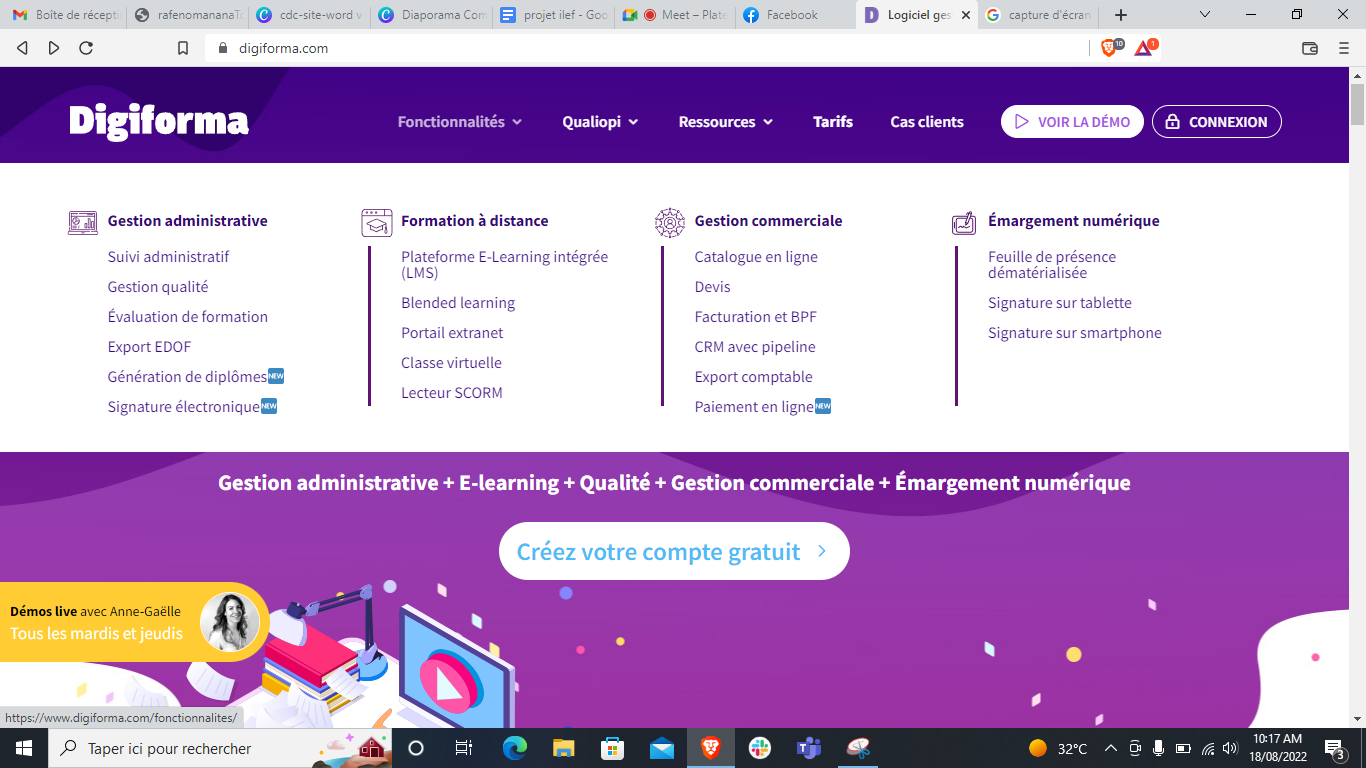 Boîte de récepti
rafenomananaTo
cdc-site-word v
Diaporama Com
projet ilef - Goo
Meet – Plate
Facebook
Logiciel ges
capture d'écran
digiforma.com
10
1
Digiforma
Fonctionnalités
Qualiopi
Ressources
Tarifs
Cas clients
VOIR LA DÉMO
CONNEXION
Gestion administrative
Suivi administratif
Gestion qualité
Évaluation de formation
Export EDOF
Génération de diplômes NEW
Signature électronique NEW
Formation à distance
Plateforme E-Learning intégrée
(LMS)
Blended learning
Portail extranet
Classe virtuelle
Lecteur SCORM
Gestion commerciale
Catalogue en ligne
Devis
Facturation et BPF
CRM avec pipeline
Export comptable
Paiement en ligne NEW
Émargement numérique
Feuille de présence
dématérialisée
Signature sur tablette
Signature sur smartphone
Gestion administrative + E-learning + Qualité + Gestion commerciale + Émargement numérique
Créez votre compte gratuit
Démos live avec Anne-Gaëlle
Tous les mardis et jeudis
https://www.digiforma.com/fonctionnalites/
Taper ici pour rechercher
32°C
10:17 AM
18/08/2022
3